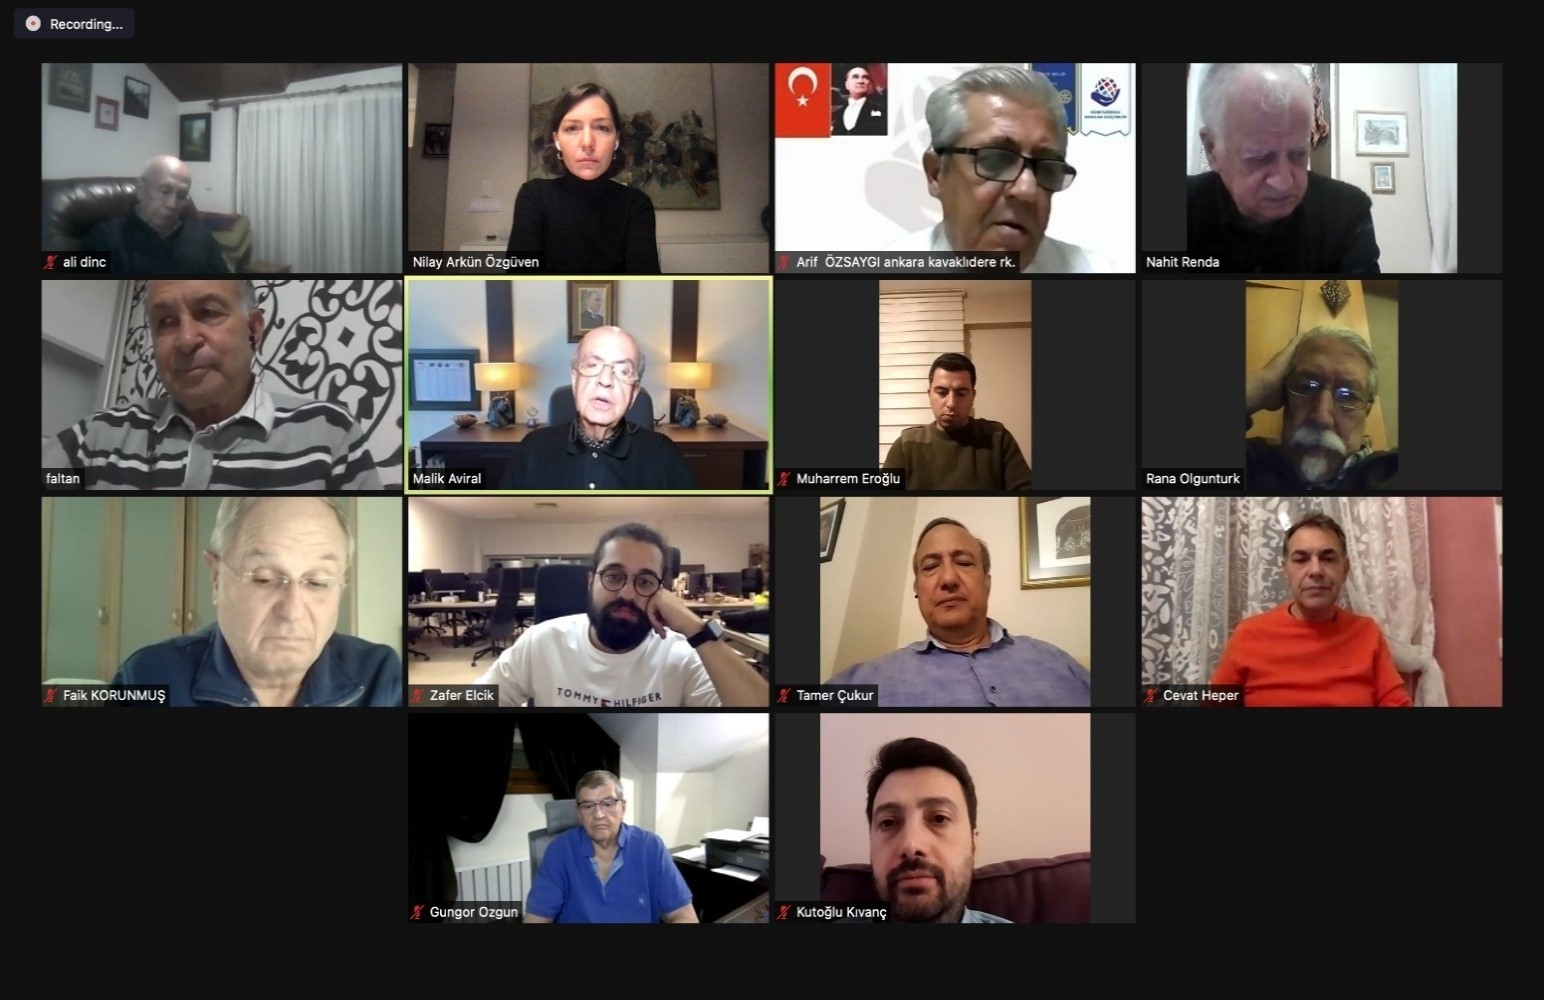 Recording...
ali dinc
Nilay Arkün Özgüven
Arif ÖZSAYGI ankara kavaklıdere rk.
Nahit Renda
faltan
Malik Aviral
Muharrem Eroğlu
Rana Olgunturk
Faik KORUNMUŞ
Zafer Elcik
TOMMY HILFIGER
Tamer Çukur
Cevat Heper
Gungor Ozgun
Kutoğlu Kıvanç